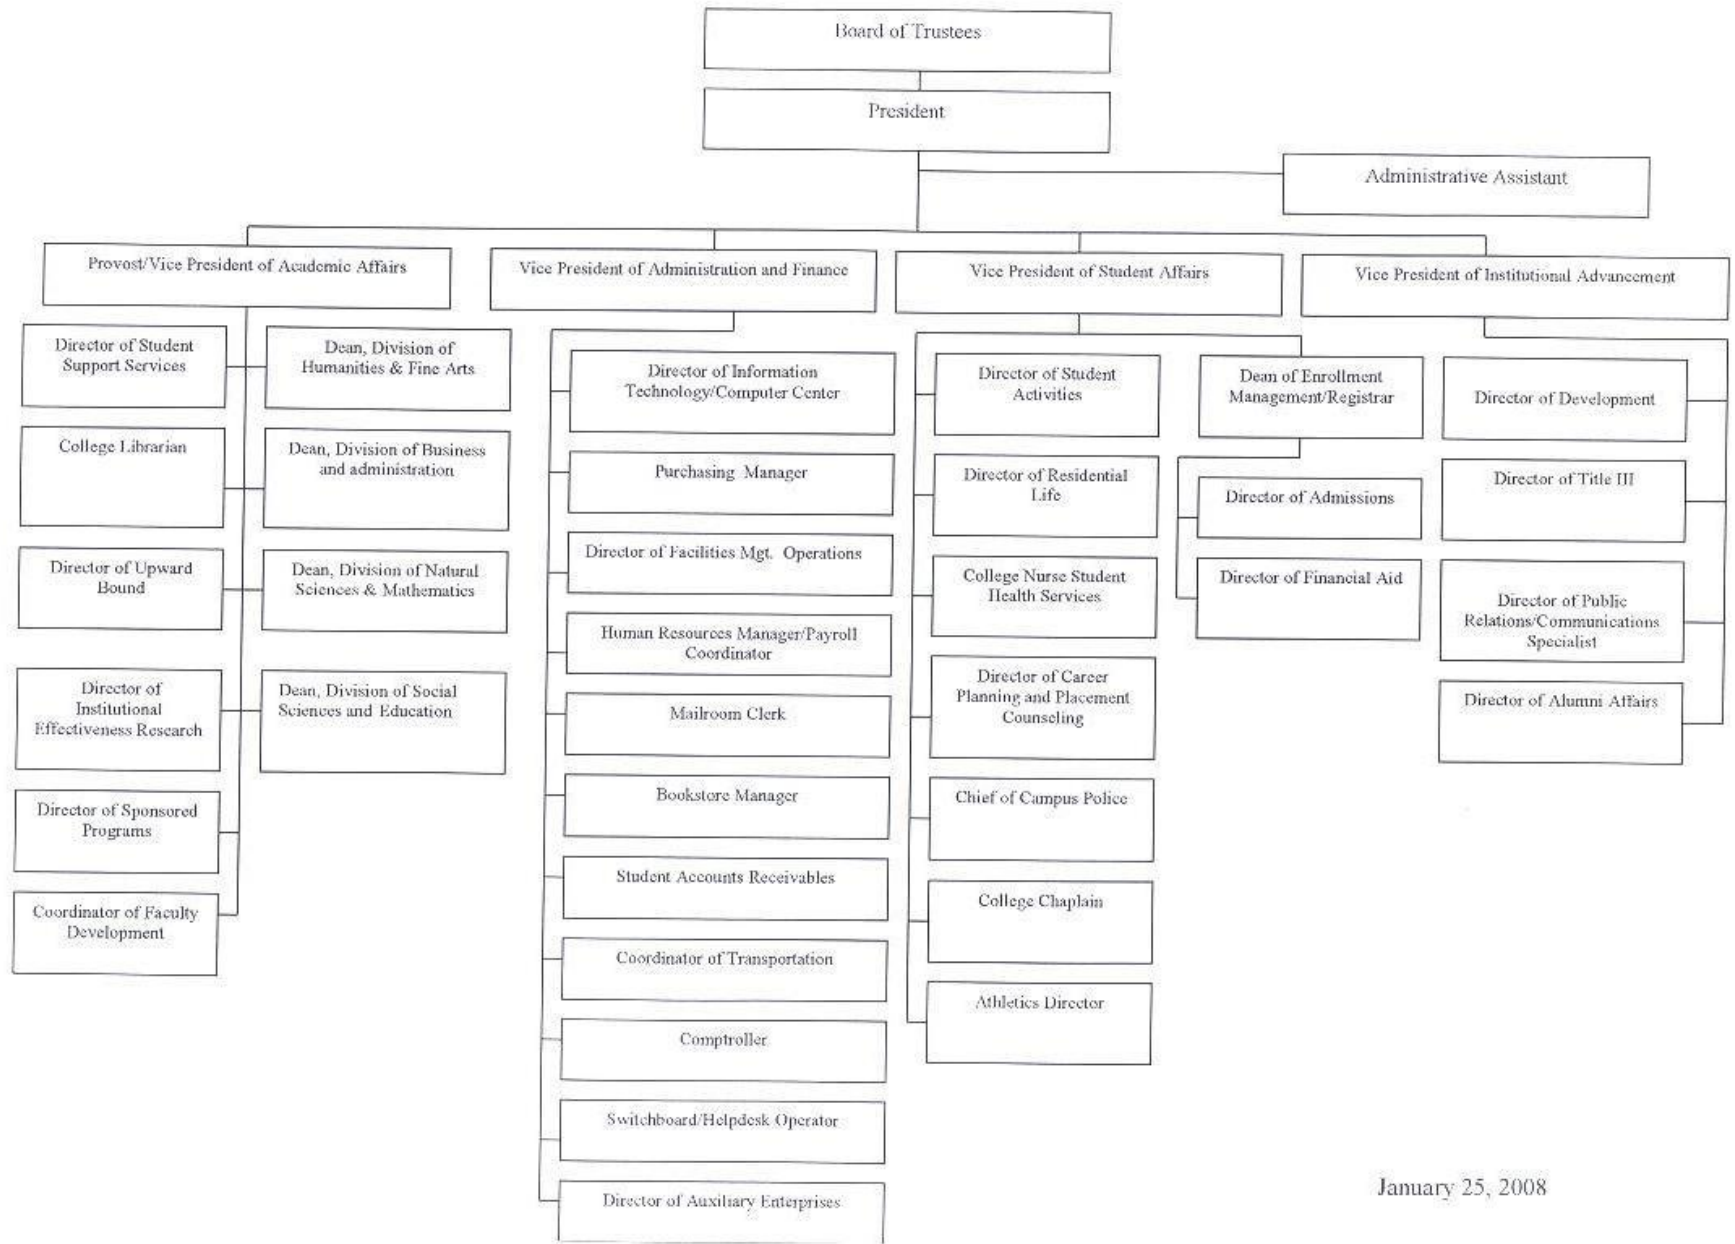 Board of Trustees
President
Administrative Assistant
Provost/Vice President of Academic Affairs
Vice President of Administration and Finance
Vice President of Student Affairs
Vice President of Institutional Advancement
Director of Student
Support Services
College Librarian
Director of Upward
Bound
Director of
Institutional
Effectiveness Research
Director of Sponsored
Programs
Coordinator of Faculty
Development
Dean, Division of
Humanities & Fine Arts
Dean, Division of Business
and administration
Dean, Division of Natural
Sciences & Mathematics
Dean, Division of Social
Sciences and Education
Director of Information
Technology/Computer Center
Purchasing Manager
Director of Facilities Mgt. Operations
Human Resources Manager/Payroll
Coordinator
Mailroom Clerk
Bookstore Manager
Student Accounts Receivables
Coordinator of Transportation
Comptroller
Switchboard/Helpdesk Operator
Director of Auxiliary Enterprises
Director of Student
Activities
Director of Residential
Life
College Nurse Student
Health Services
Director of Career
Planning and Placement
Counseling
Chief of Campus Police
College Chaplain
Athletics Director
Dean of Enrollment
Management/Registrar
Director of Admissions
Director of Financial Aid
Director of Development
Director of Title III
Director of Public
Relations/Communications
Specialist
Director of Alumni Affairs
January 25, 2008